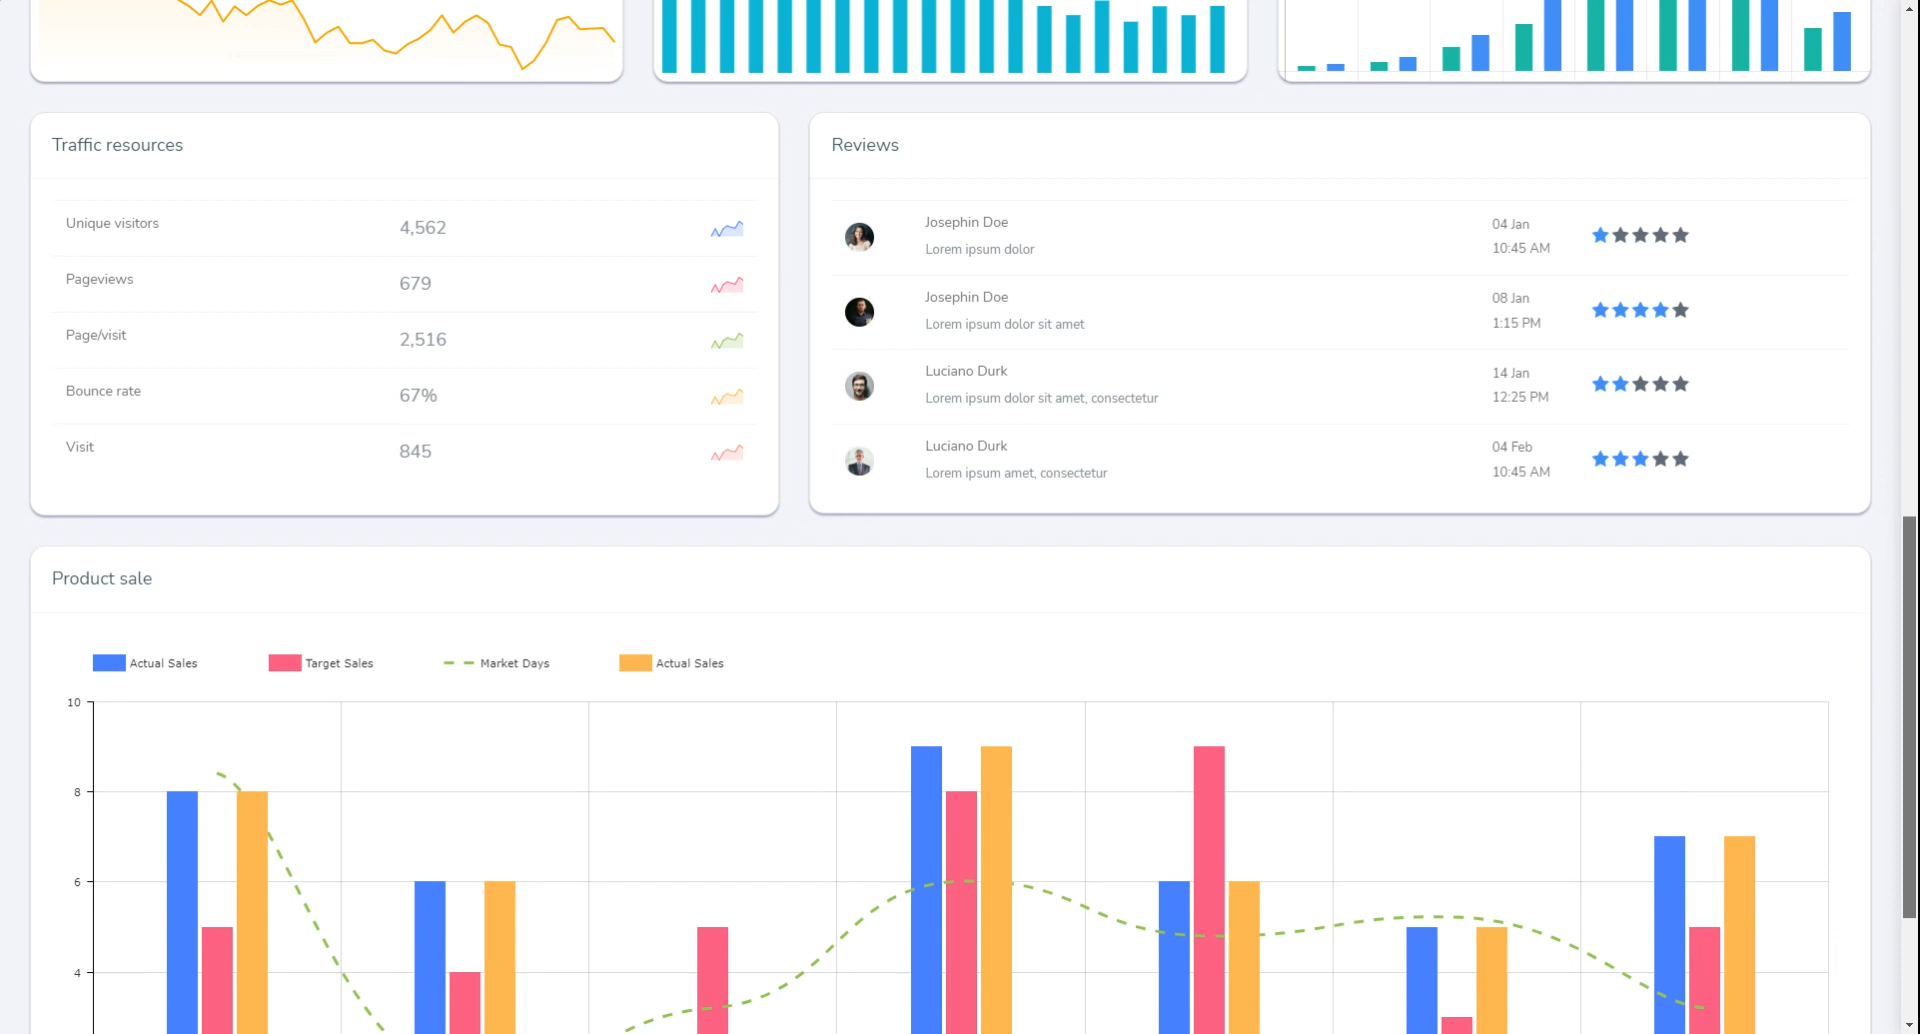 Traffic resources
Unique visitors 4,562
Pageviews 679
Page/visit 2,516
Bounce rate 67%
Visit 845
Reviews
Josephin Doe
Lorem ipsum dolor
04 Jan
10:45 AM
Josephin Doe
Lorem ipsum dolor sit amet
08 Jan
1:15 PM
Luciano Durk
Lorem ipsum dolor sit amet, consectetur
14 Jan
12:25 PM
Luciano Durk
Lorem ipsum amet, consectetur
04 Feb
10:45 AM
Product sale
Actual Sales Target Sales Market Days Actual Sales
10
8
6
4